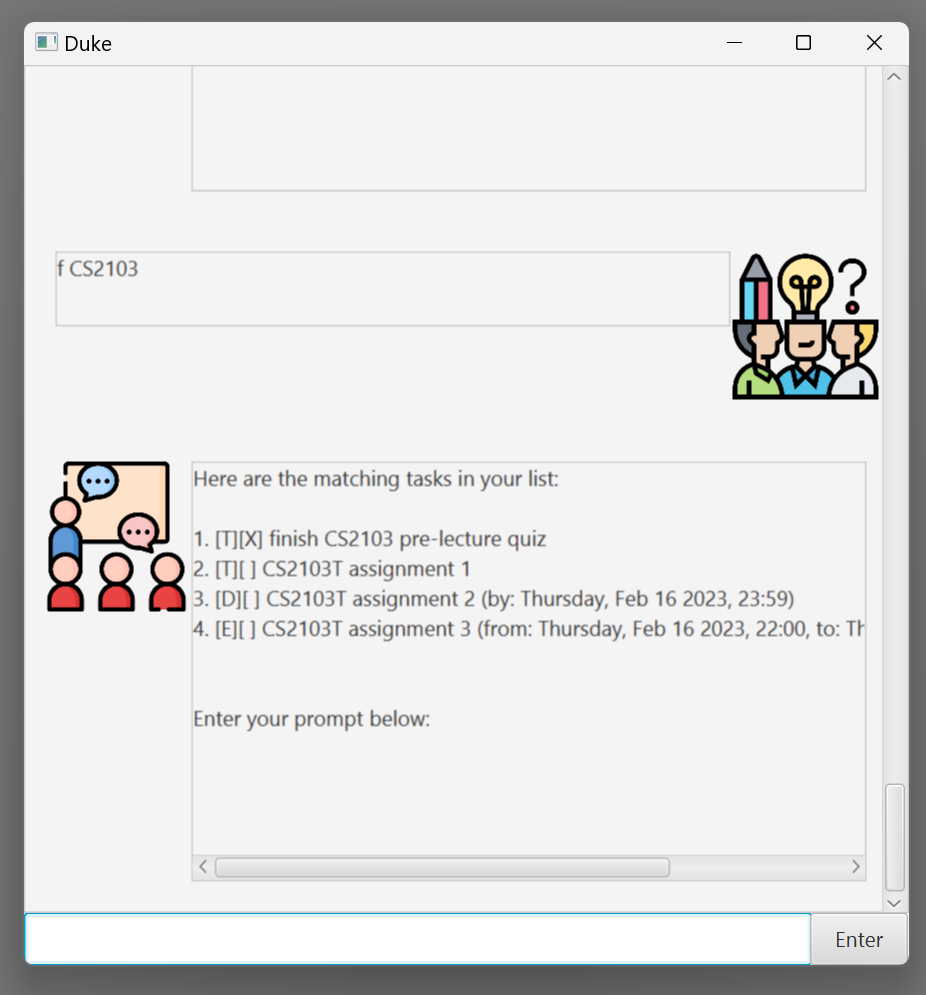 Duke
f CS2103
Here are the matching tasks in your list:
1. [T][X] finish CS2103 pre-lecture quiz
2. [T][ ] CS2103T assignment 1
3. [D][ ] CS2103T assignment 2 (by: Thursday, Feb 16 2023, 23:59)
4. [E][ ] CS2103T assignment 3 (from: Thursday, Feb 16 2023, 22:00, to:
Enter your prompt below:
Enter